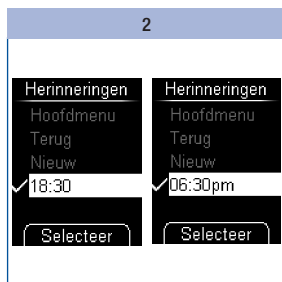 2
Herinneringen
Hoofdmenu
Terug
Nieuw
18:30
Selecteer
Herinneringen
Hoofdmenu
Terug
Nieuw
06:30pm
Selecteer